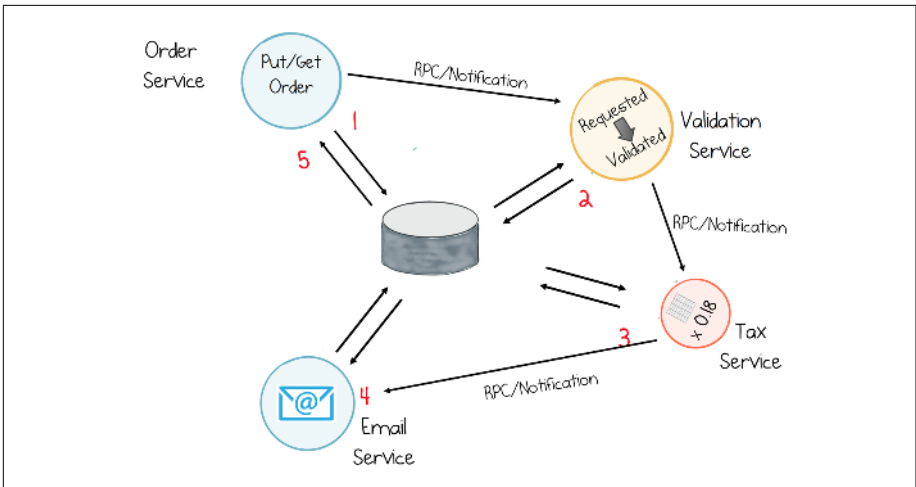 Order
Service
Put/Get
Order
RPC/Notification
Requested
Validated
Validation
Service
1
5
2
RPC/Notification
x 0.18
Tax
Service
3
RPC/Notification
@
4
Email
Service